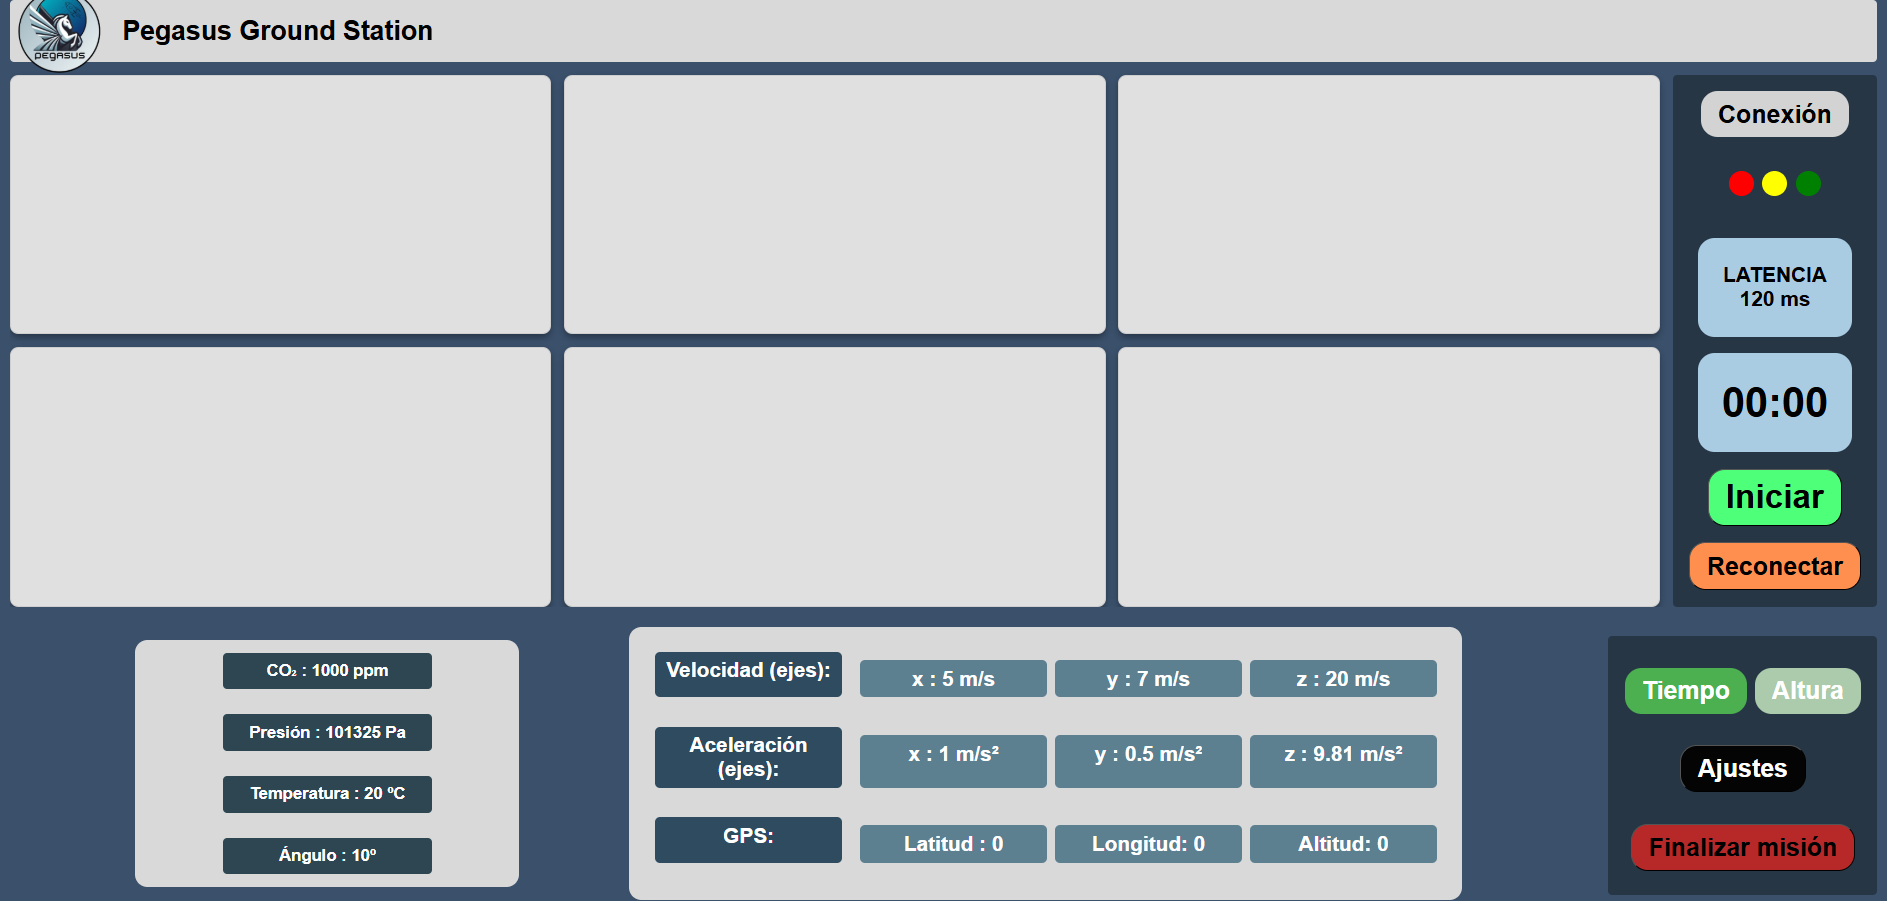 PEGASUS
Pegasus Ground Station
Conexión
LATENCIA
120 ms
00:00
Iniciar
Reconectar
CO₂ : 1000 ppm
Presión : 101325 Pa
Temperatura : 20 ºC
Ángulo : 10º
Velocidad (ejes):
x : 5 m/s
y : 7 m/s
z : 20 m/s
Aceleración
(ejes):
x : 1 m/s²
y : 0.5 m/s²
z : 9.81 m/s²
GPS:
Latitud : 0
Longitud: 0
Altitud: 0
Tiempo
Altura
Ajustes
Finalizar misión